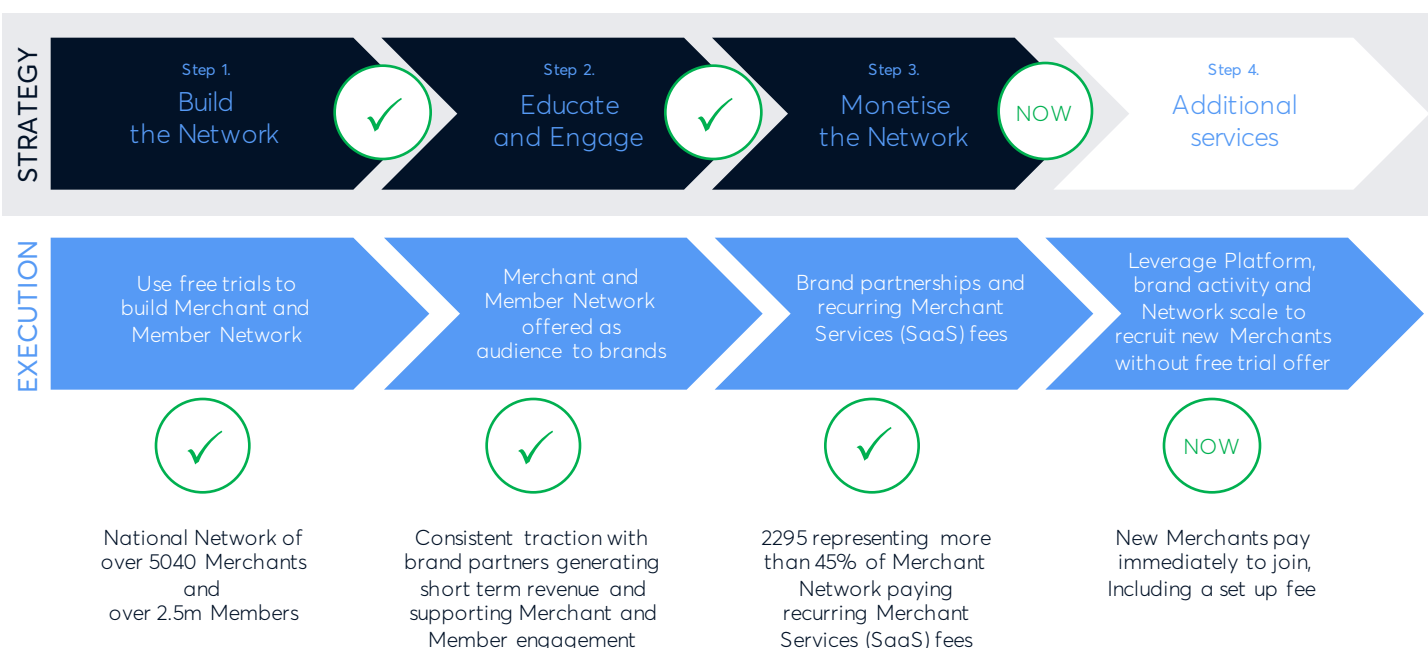 STRATEGY
Step 1.
Build
the Network
Step 2.
Educate
and Engage
Step 3.
Monetise
the Network
NOW
Step 4.
Additional
services
EXECUTION
Use free trials to
build Merchant and
Member Network
Merchant and
Member Network
offered as
audience to brands
Brand partnerships and
recurring Merchant
Services (SaaS) fees
Leverage Platform,
brand activity and
Network scale to
recruit new Merchants
without free trial offer
NOW
National Network of
over 5040 Merchants
and
over 2.5m Members
Consistent traction with
brand partners generating
short term revenue and
supporting Merchant and
Member engagement
2295 representing more
than 45% of Merchant
Network paying
recurring Merchant
Services (SaaS) fees
New Merchants pay
immediately to join,
Including a set up fee